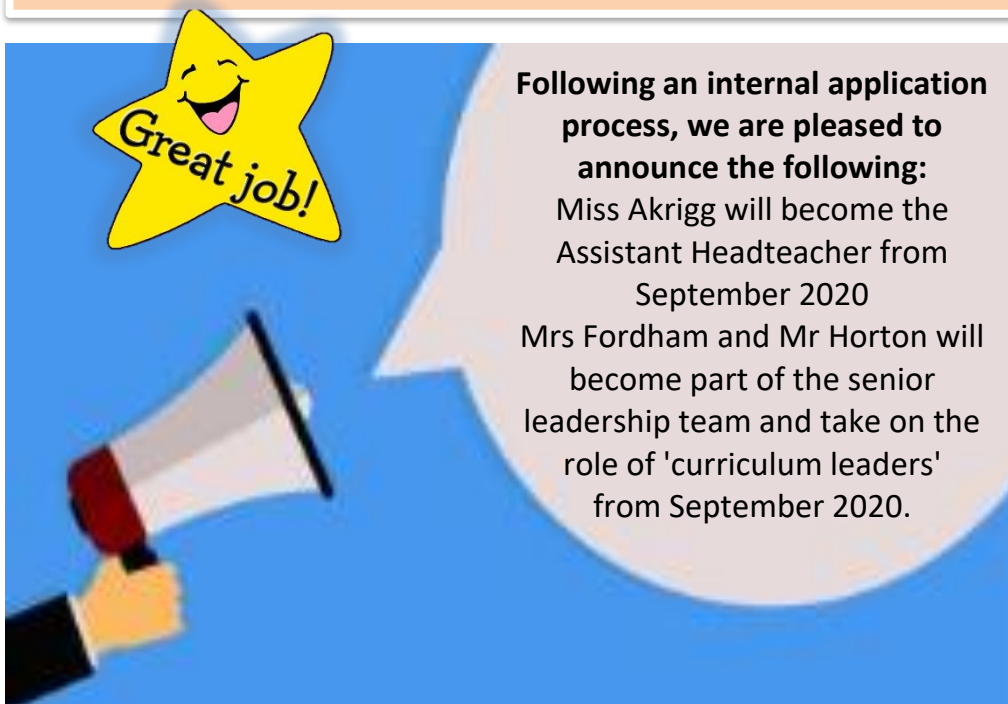 Great job!
Following an internal application
process, we are pleased to
announce the following:
Miss Akrigg will become the
Assistant Headteacher from
September 2020
Mrs Fordham and Mr Horton will
become part of the senior
leadership team and take on the
role of 'curriculum leaders'
from September 2020.